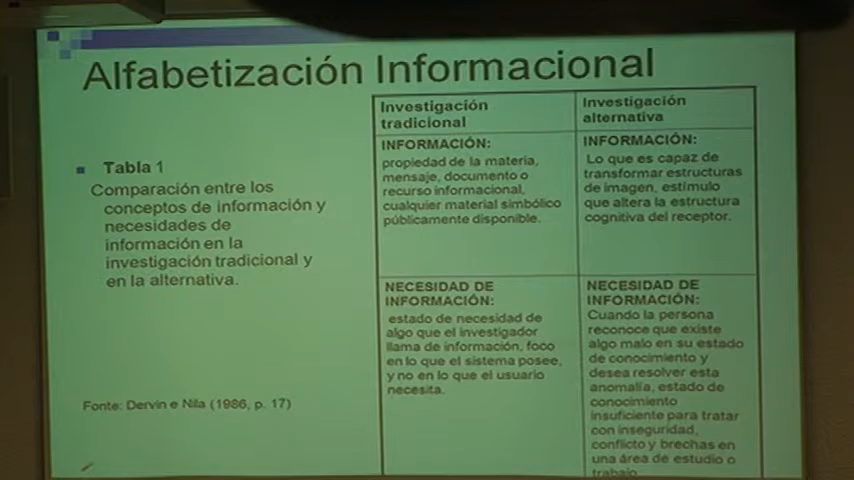 Alfabetización Informacional
Tabla 1
Comparación entre los
conceptos de información y
necesidades de
información en la
investigación tradicional y
en la alternativa.
Fonte: Dervin e Nila (1986, p. 17)
Investigación
tradicional
INFORMACIÓN:
propiedad de la materia,
mensaje, documento o
recurso informacional,
cualquier material simbólico
públicamente disponible.
Investigación
alternativa
INFORMACIÓN:
Lo que es capaz de
transformar estructuras
de imagen, estímulo
que altera la estructura
cognitiva del receptor.
NECESIDAD DE
INFORMACIÓN:
estado de necesidad de
algo que el investigador
llama de información, foco
en lo que el sistema posee,
y no en lo que el usuario
necesita.
NECESIDAD DE
INFORMACIÓN:
Cuando la persona
reconoce que existe
algo malo en su estado
de conocimiento y
desea resolver esta
anomalía, estado de
conocimiento
insuficiente para tratar
con inseguridad,
conflicto y brechas en
una área de estudio o
trabajo